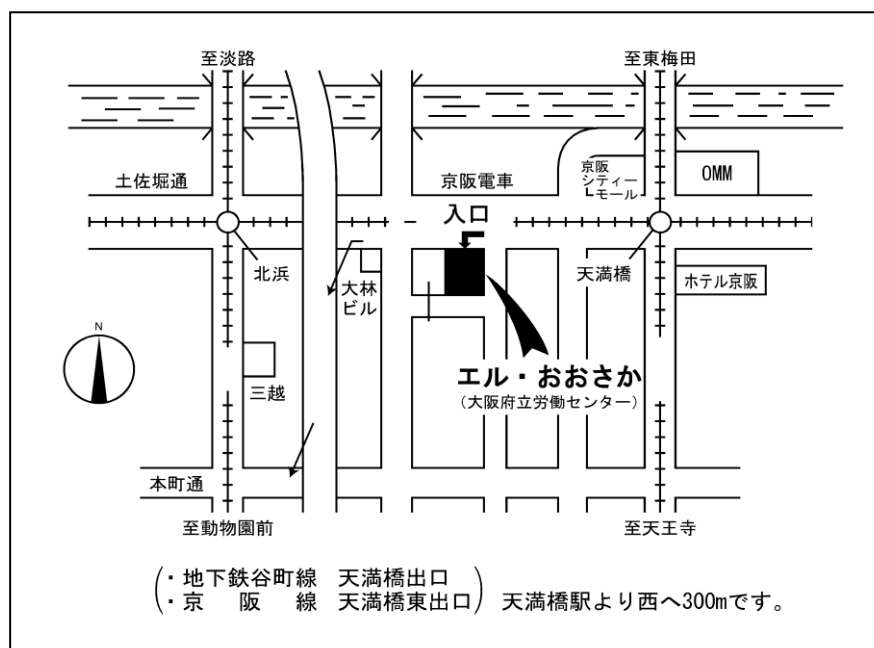 至淡路
至東梅田
土佐堀通
京阪電車
京阪
シティー
モール
OMM
入口
北浜
大林
ビル
天満橋
ホテル京阪
N
三越
エル・おおさか
(大阪府立労働センター)
本町通
至動物園前
至天王寺
・地下鉄谷町線 天満橋出口
・京阪線 天満橋東出口
天満橋駅より西へ300mです。